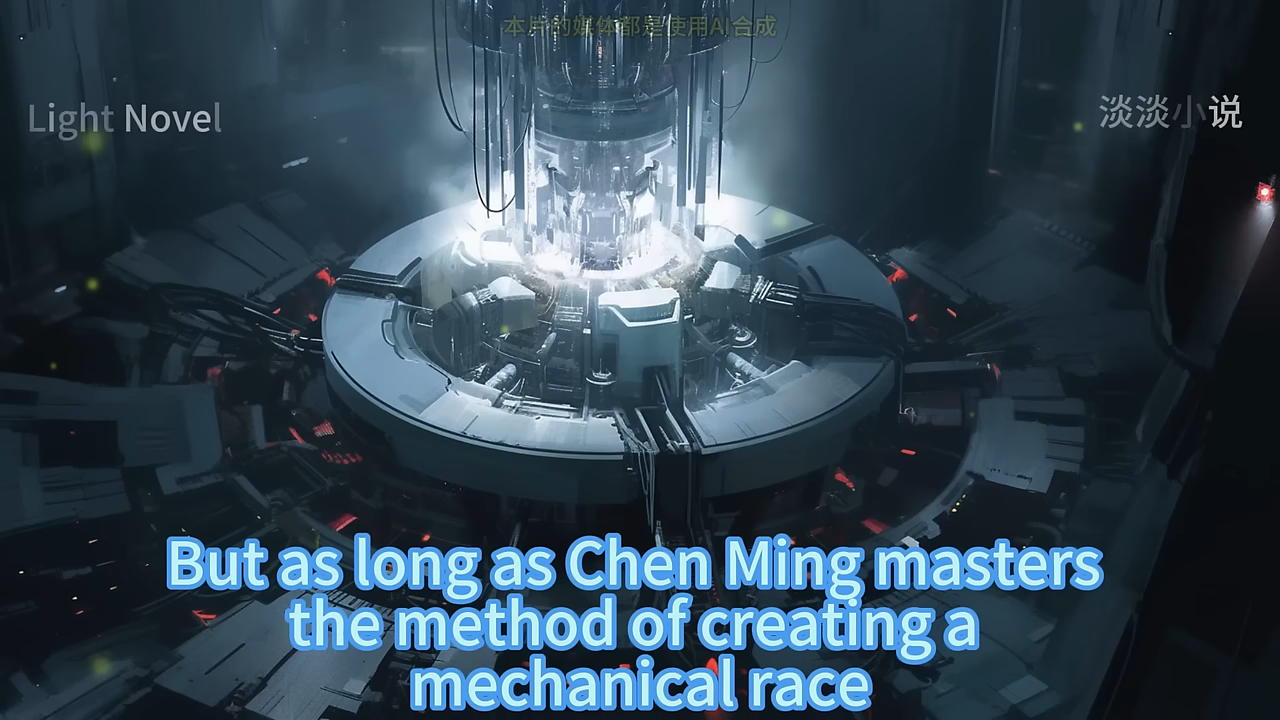 本片的媒体都是使用AI合成
Light Novel
淡淡小说
But as long as Chen Ming masters
the method of creating a
mechanical race